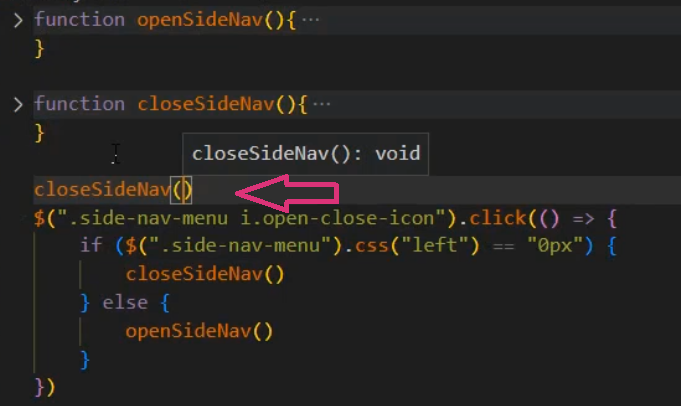 function openSideNav(){ ···
}
function closeSideNav(){ ···
}
closeSideNav(): void
closeSideNav()
$(".side-nav-menu i.open-close-icon").click(() => {
    if ($(".side-nav-menu").css("left") == "0px") {
        closeSideNav()
    } else {
        openSideNav()
    }
})